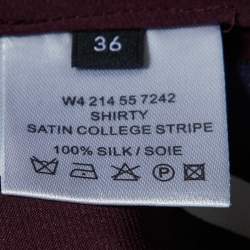 36
W4 214 55 7242
SHIRTY
SATIN COLLEGE STRIPE
100% SILK / SOIE
P